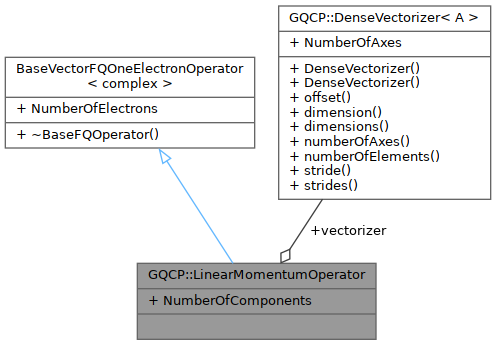 GQCP::DenseVectorizer< A >
+ NumberOfAxes
+ DenseVectorizer()
+ DenseVectorizer()
+ offset()
+ dimension()
+ dimensions()
+ numberOfAxes()
+ numberOfElements()
+ stride()
+ strides()
BaseVectorFQOneElectronOperator
< complex >
+ NumberOfElectrons
+ ~BaseFQOperator()
+vectorizer
GQCP::LinearMomentumOperator
+ NumberOfComponents